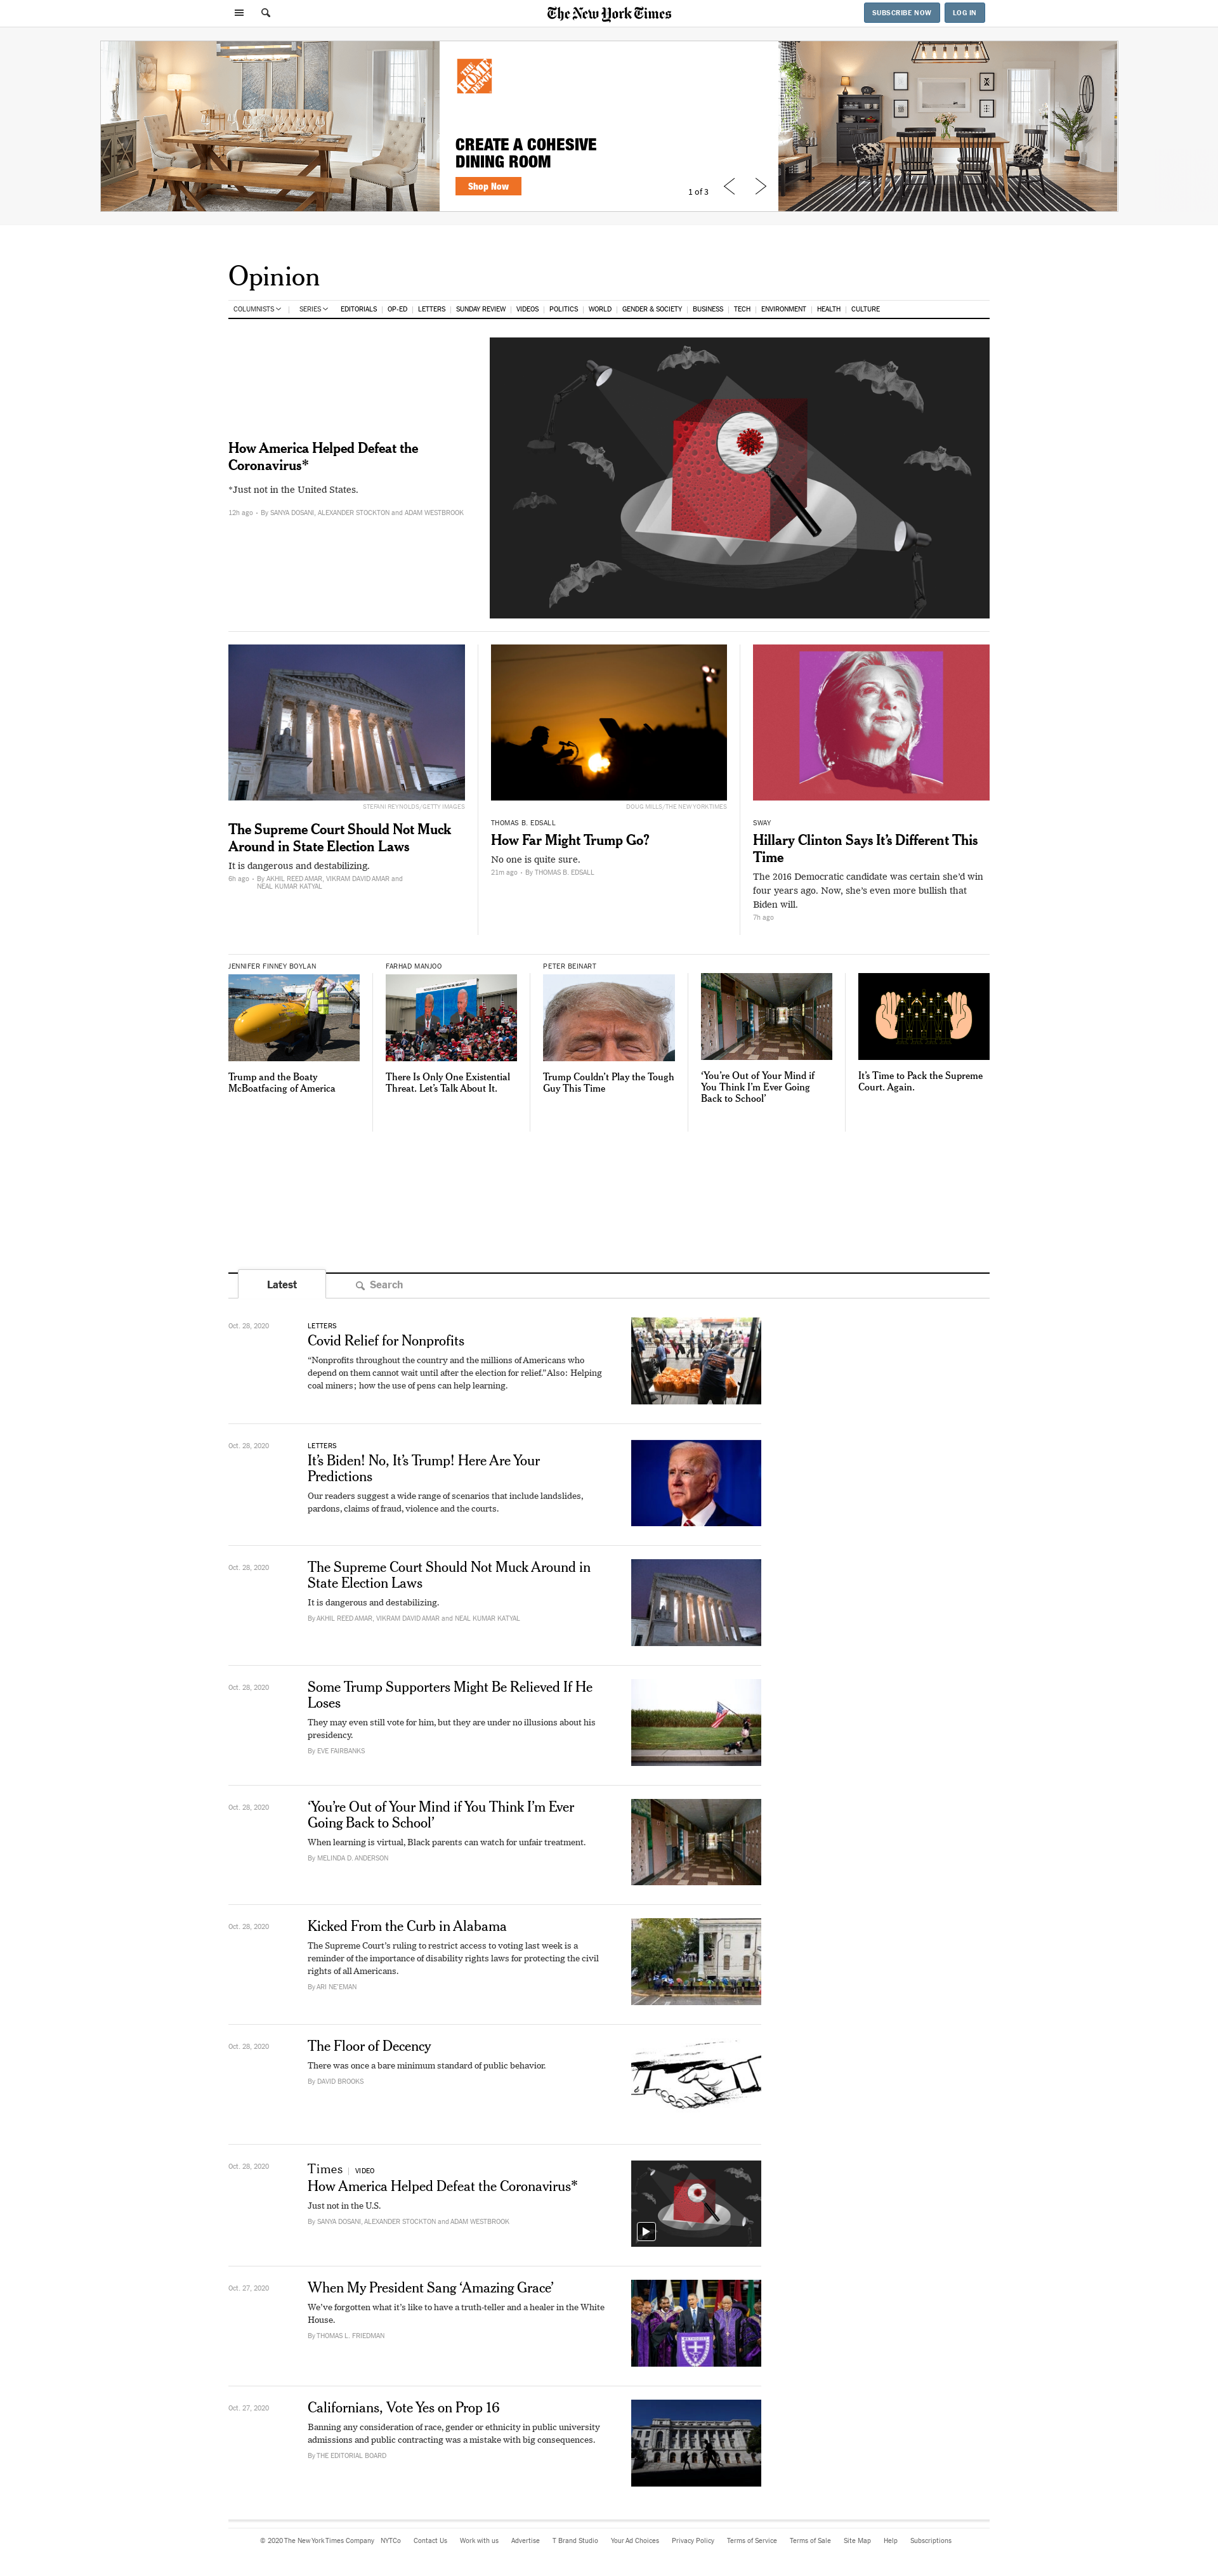 The New York Times
SUBSCRIBE NOW
LOG IN
THE HOME DEPOT
CREATE A COHESIVE
DINING ROOM
Shop Now
1 of 3
Opinion
COLUMNISTS | SERIES EDITORIALS | OP-ED | LETTERS | SUNDAY REVIEW | VIDEOS | POLITICS | WORLD | GENDER & SOCIETY | BUSINESS | TECH | ENVIRONMENT | HEALTH | CULTURE
How America Helped Defeat the
Coronavirus*
*Just not in the United States.
12h ago • By SANYA DOSANI, ALEXANDER STOCKTON and ADAM WESTBROOK
STEFANI REYNOLDS/GETTY IMAGES
The Supreme Court Should Not Muck
Around in State Election Laws
It is dangerous and destabilizing.
6h ago • By AKHIL REED AMAR, VIKRAM DAVID AMAR and
NEAL KUMAR KATYAL
DOUG MILLS/THE NEW YORK TIMES
THOMAS B. EDSALL
How Far Might Trump Go?
No one is quite sure.
21m ago • By THOMAS B. EDSALL
SWAY
Hillary Clinton Says It’s Different This
Time
The 2016 Democratic candidate was certain she’d win
four years ago. Now, she’s even more bullish that
Biden will.
7h ago
JENNIFER FINNEY BOYLAN
Trump and the Boaty
McBoatfacing of America
FARHAD MANJOO
There Is Only One Existential
Threat. Let’s Talk About It.
PETER BEINART
Trump Couldn’t Play the Tough
Guy This Time
‘You’re Out of Your Mind if
You Think I’m Ever Going
Back to School’
It’s Time to Pack the Supreme
Court. Again.
Latest
Search
Oct. 28, 2020
LETTERS
Covid Relief for Nonprofits
“Nonprofits throughout the country and the millions of Americans who
depend on them cannot wait until after the election for relief.” Also: Helping
coal miners; how the use of pens can help learning.
Oct. 28, 2020
LETTERS
It’s Biden! No, It’s Trump! Here Are Your
Predictions
Our readers suggest a wide range of scenarios that include landslides,
pardons, claims of fraud, violence and the courts.
Oct. 28, 2020
The Supreme Court Should Not Muck Around in
State Election Laws
It is dangerous and destabilizing.
By AKHIL REED AMAR, VIKRAM DAVID AMAR and NEAL KUMAR KATYAL
Oct. 28, 2020
Some Trump Supporters Might Be Relieved If He
Loses
They may even still vote for him, but they are under no illusions about his
presidency.
By EVE FAIRBANKS
Oct. 28, 2020
‘You’re Out of Your Mind if You Think I’m Ever
Going Back to School’
When learning is virtual, Black parents can watch for unfair treatment.
By MELINDA D. ANDERSON
Oct. 28, 2020
Kicked From the Curb in Alabama
The Supreme Court’s ruling to restrict access to voting last week is a
reminder of the importance of disability rights laws for protecting the civil
rights of all Americans.
By ARI NE’EMAN
Oct. 28, 2020
The Floor of Decency
There was once a bare minimum standard of public behavior.
By DAVID BROOKS
Oct. 28, 2020
Times | VIDEO
How America Helped Defeat the Coronavirus*
Just not in the U.S.
By SANYA DOSANI, ALEXANDER STOCKTON and ADAM WESTBROOK
Oct. 27, 2020
When My President Sang ‘Amazing Grace’
We’ve forgotten what it’s like to have a truth-teller and a healer in the White
House.
By THOMAS L. FRIEDMAN
Oct. 27, 2020
Californians, Vote Yes on Prop 16
Banning any consideration of race, gender or ethnicity in public university
admissions and public contracting was a mistake with big consequences.
By THE EDITORIAL BOARD
© 2020 The New York Times Company NYTCo Contact Us Work with us Advertise T Brand Studio Your Ad Choices Privacy Policy Terms of Service Terms of Sale Site Map Help Subscriptions